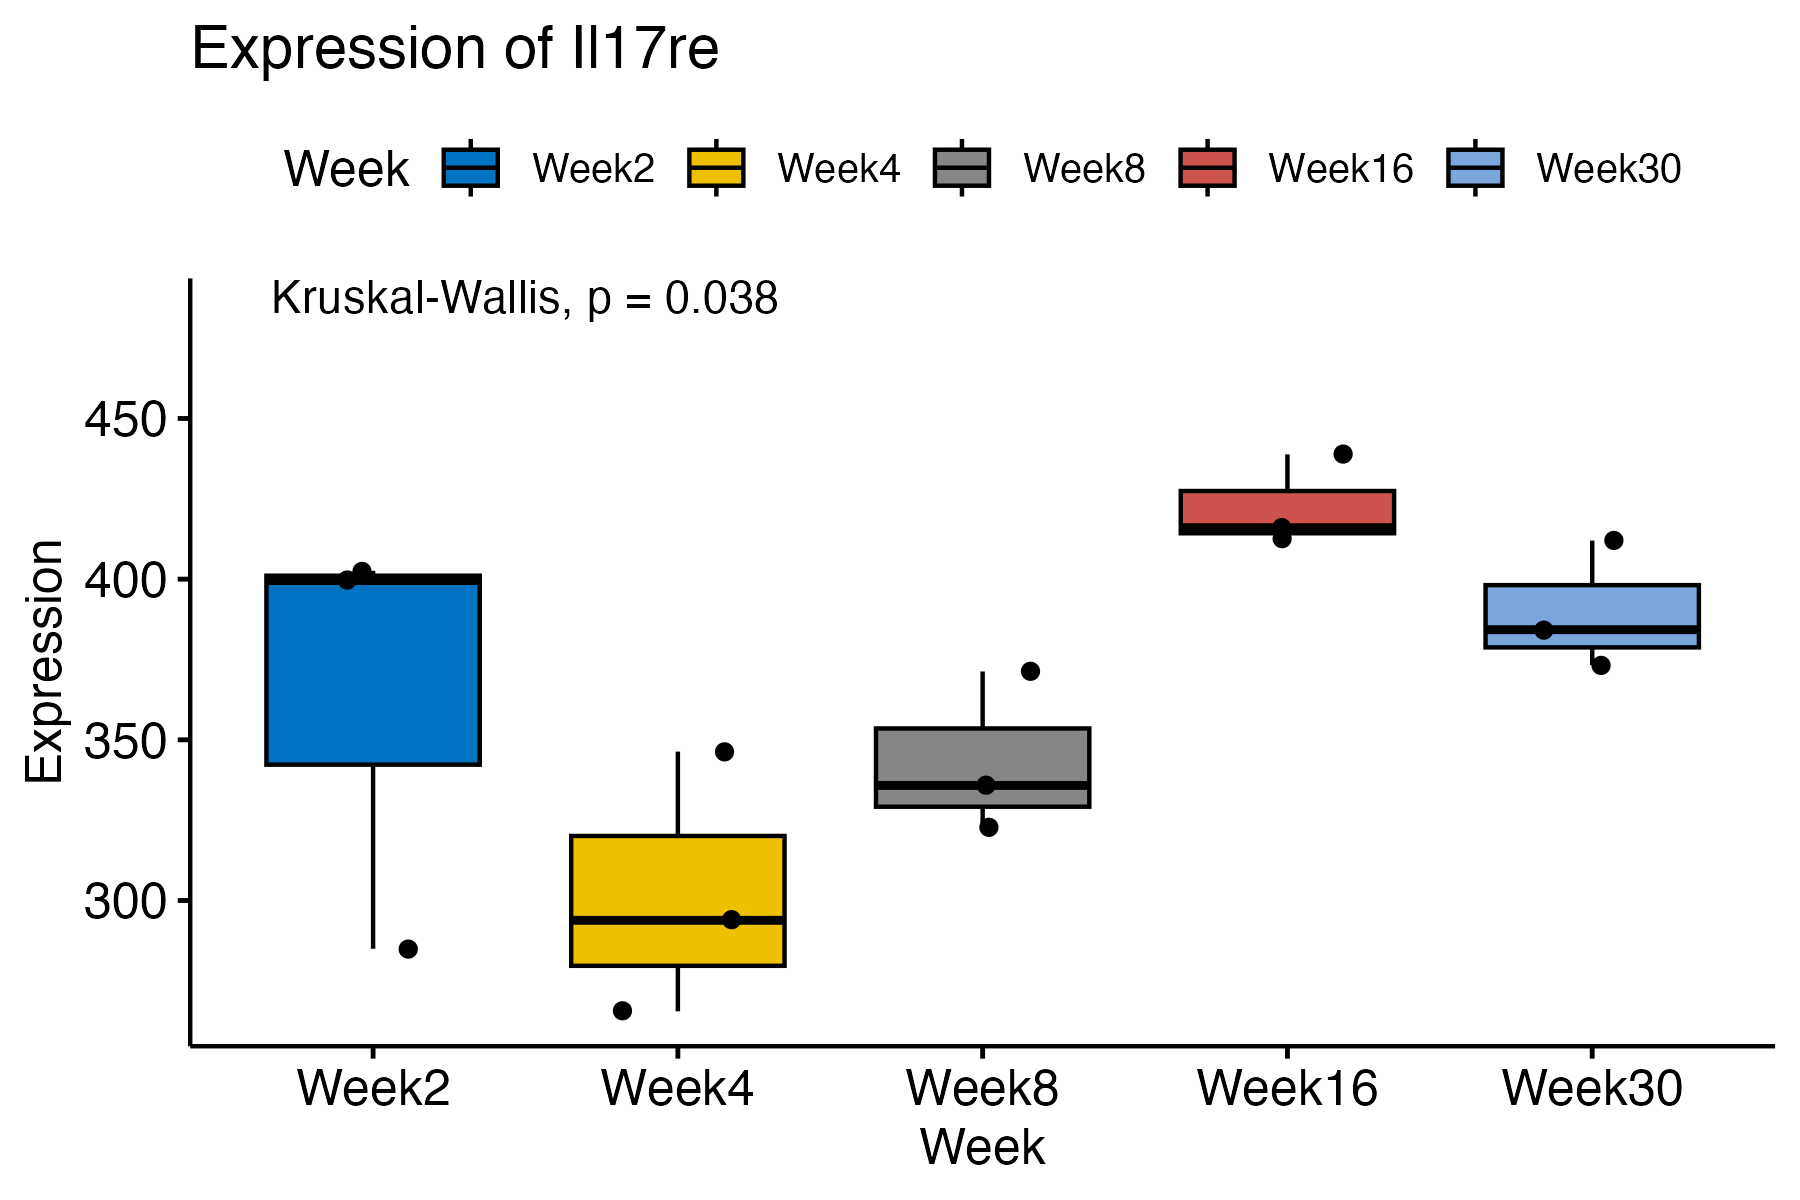 Expression of Il17re
Week Week2 Week4 Week8 Week16 Week30
Kruskal-Wallis, p = 0.038
450
400
350
300
Expression
Week2 Week4 Week8 Week16 Week30
Week